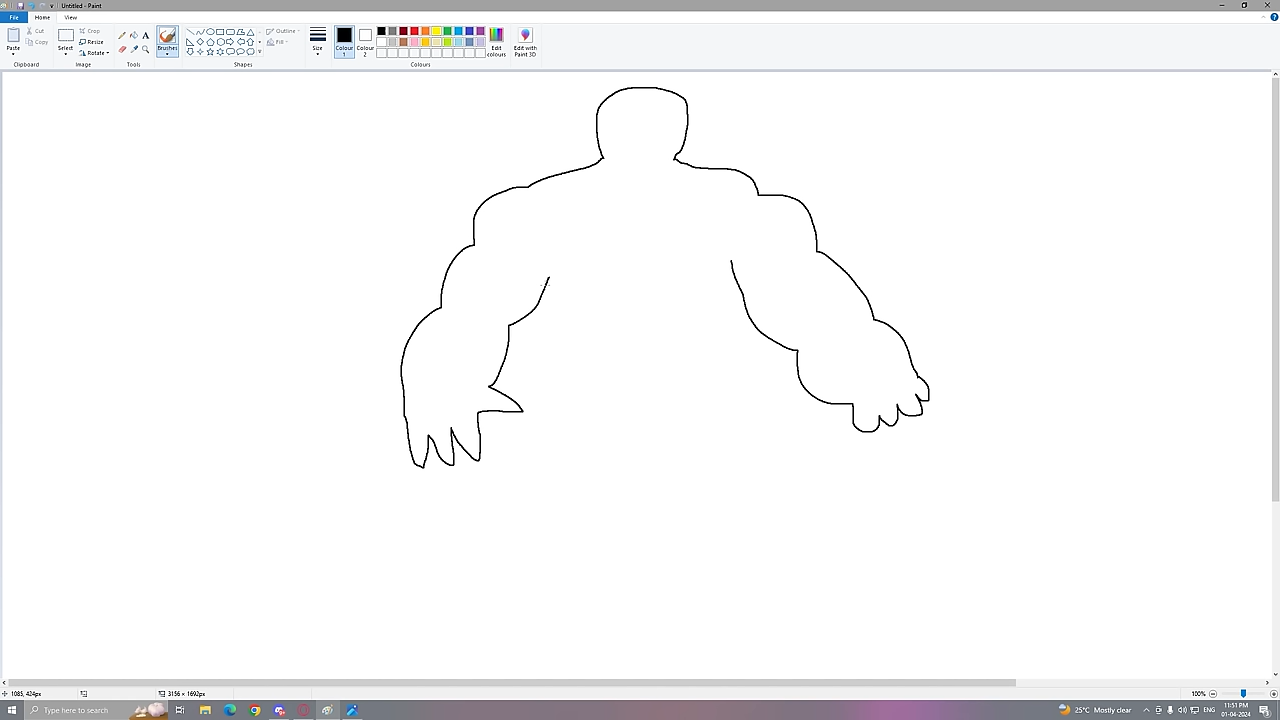 Untitled - Paint
File Home View
Paste Cut Copy Clipboard
Select Crop Resize Rotate Image
Tools
Brushes
Shapes Outline Fill
Size
Colour 1 Colour 2 Edit colours Edit with Paint 3D
Colours
1085, 424px 3156 × 1692px 100%
Type here to search 25°C Mostly clear ENG 11:51 PM 01-04-2024